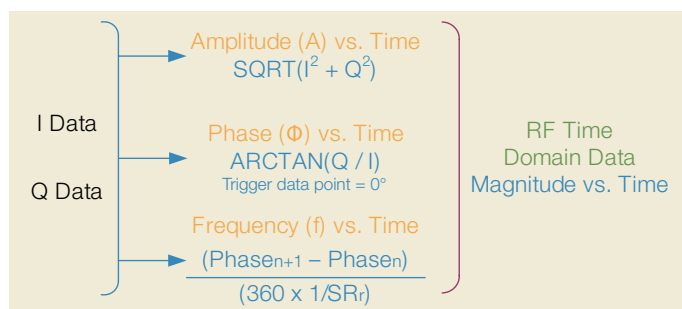 I Data
Q Data
Amplitude (A) vs. Time
SQRT(I² + Q²)
Phase (Φ) vs. Time
ARCTAN(Q / I)
Trigger data point = 0°
Frequency (f) vs. Time
(Phasen+1 – Phasen)
(360 x 1/SRr)
RF Time
Domain Data
Magnitude vs. Time